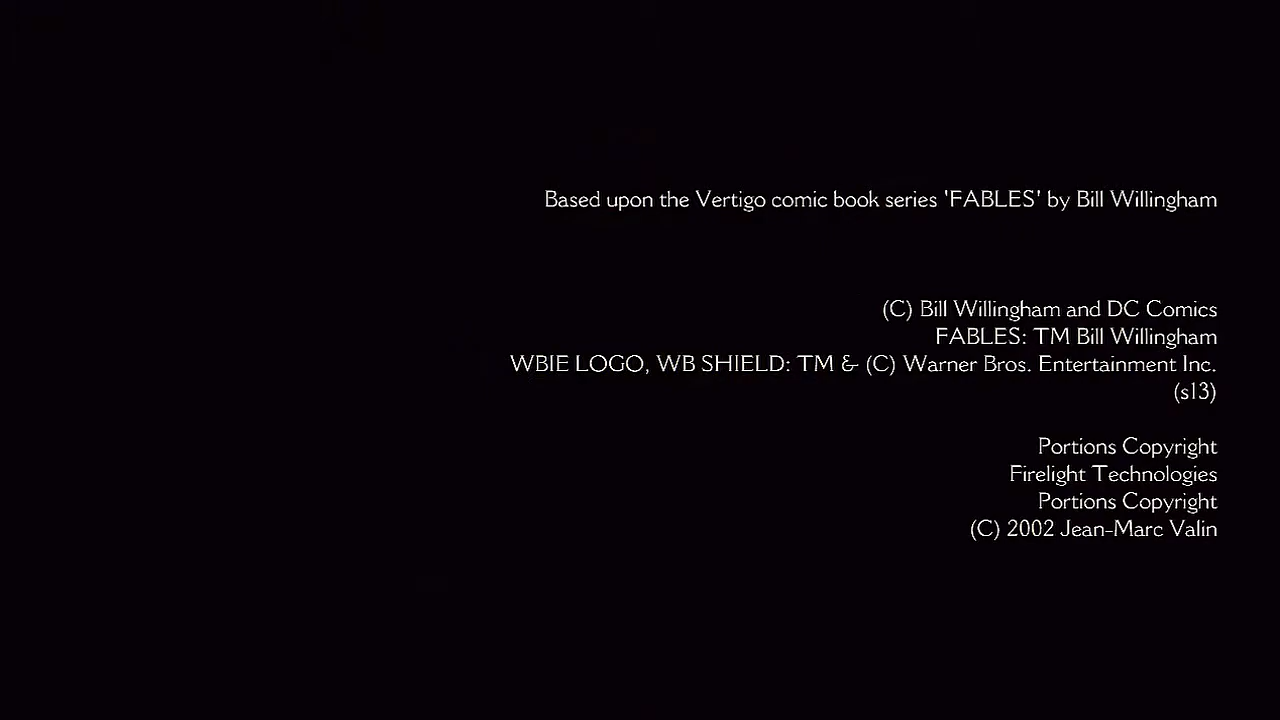 Based upon the Vertigo comic book series 'FABLES' by Bill Willingham
(C) Bill Willingham and DC Comics
FABLES: TM Bill Willingham
WBIE LOGO, WB SHIELD: TM & (C) Warner Bros. Entertainment Inc.
(s13)
Portions Copyright
Firelight Technologies
Portions Copyright
(C) 2002 Jean-Marc Valin